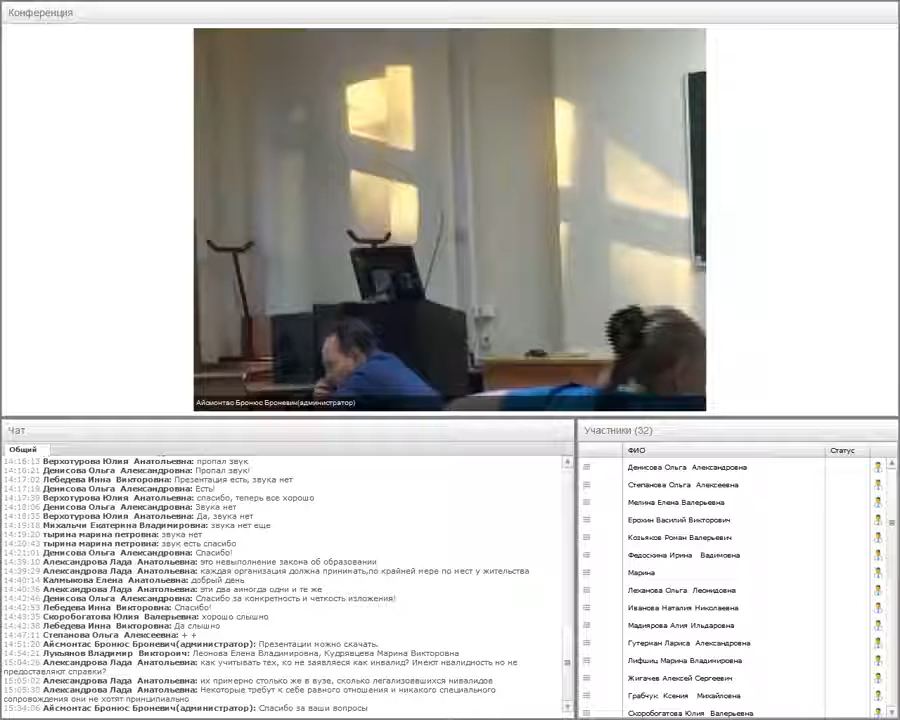 Конференция
Айсмонтас Бронюс Броневич(администратор)
Чат
Общий
14:16:13 Верхотурова Юлия Анатольевна: пропал звук
14:16:21 Денисова Ольга Александровна: Пропал звук!
14:17:02 Лебедева Инна Викторовна: Презентация есть, звука нет
14:17:19 Денисова Ольга Александровна: Есть!
14:17:39 Верхотурова Юлия Анатольевна: спасибо, теперь все хорошо
14:18:06 Денисова Ольга Александровна: Звука нет
14:18:35 Верхотурова Юлия Анатольевна: Да, звука нет
14:19:18 Михальчи Екатерина Владимировна: звука нет еще
14:19:20 тырина марина петровна: звука нет
14:20:43 тырина марина петровна: звук есть спасибо
14:21:01 Денисова Ольга Александровна: Спасибо!
14:39:10 Александрова Лада Анатольевна: это невыполнение закона об образовании
14:39:29 Александрова Лада Анатольевна: каждая организация должна принимать,по крайней мере по мест у жительства
14:40:14 Калмыкова Елена Анатольевна: добрый день
14:40:36 Александрова Лада Анатольевна: эти два аиногда одни и те же
14:42:46 Денисова Ольга Александровна: Спасибо за конкретность и четкость изложения!
14:42:53 Лебедева Инна Викторовна: Спасибо!
14:43:35 Скоробогатова Юлия Валерьевна: хорошо слышно
14:43:38 Лебедева Инна Викторовна: Да слышно
14:47:11 Степанова Ольга Алексеевна: + +
14:51:20 Айсмонтас Бронюс Броневич(администратор): Презентации можно скачать.
14:54:21 Лукьянов Владимир Викторович: Леонова Елена Владимировна, Кудрявцева Марина Викторовна
15:04:26 Александрова Лада Анатольевна: как учитывать тех, ко не заявляеся как инвалид? Имеют нвалидность но не
предоставляют справки?
15:05:02 Александрова Лада Анатольевна: их примерно столько же в вузе, сколько легализовавшихся нивалидов
15:05:30 Александрова Лада Анатольевна: Некоторые требут к себе равного отношения и никакого специального
сопровождения они не хотят принципиально
15:34:06 Айсмонтас Бронюс Броневич(администратор): Спасибо за ваши вопросы
Участники (32)
ФИО Статус
Денисова Ольга Александровна
Степанова Ольга Алексеевна
Мелина Елена Валерьевна
Ерохин Василий Викторович
Козьяков Роман Валерьевич
Федоскина Ирина Вадимовна
Марина
Леханова Ольга Леонидовна
Иванова Наталия Николаевна
Мадиярова Алия Ильдаровна
Гутерман Лариса Александровна
Лифшиц Марина Владимировна
Жигачев Алексей Сергеевич
Грабчук Ксения Михайловна
Скоробогатова Юлия Валерьевна